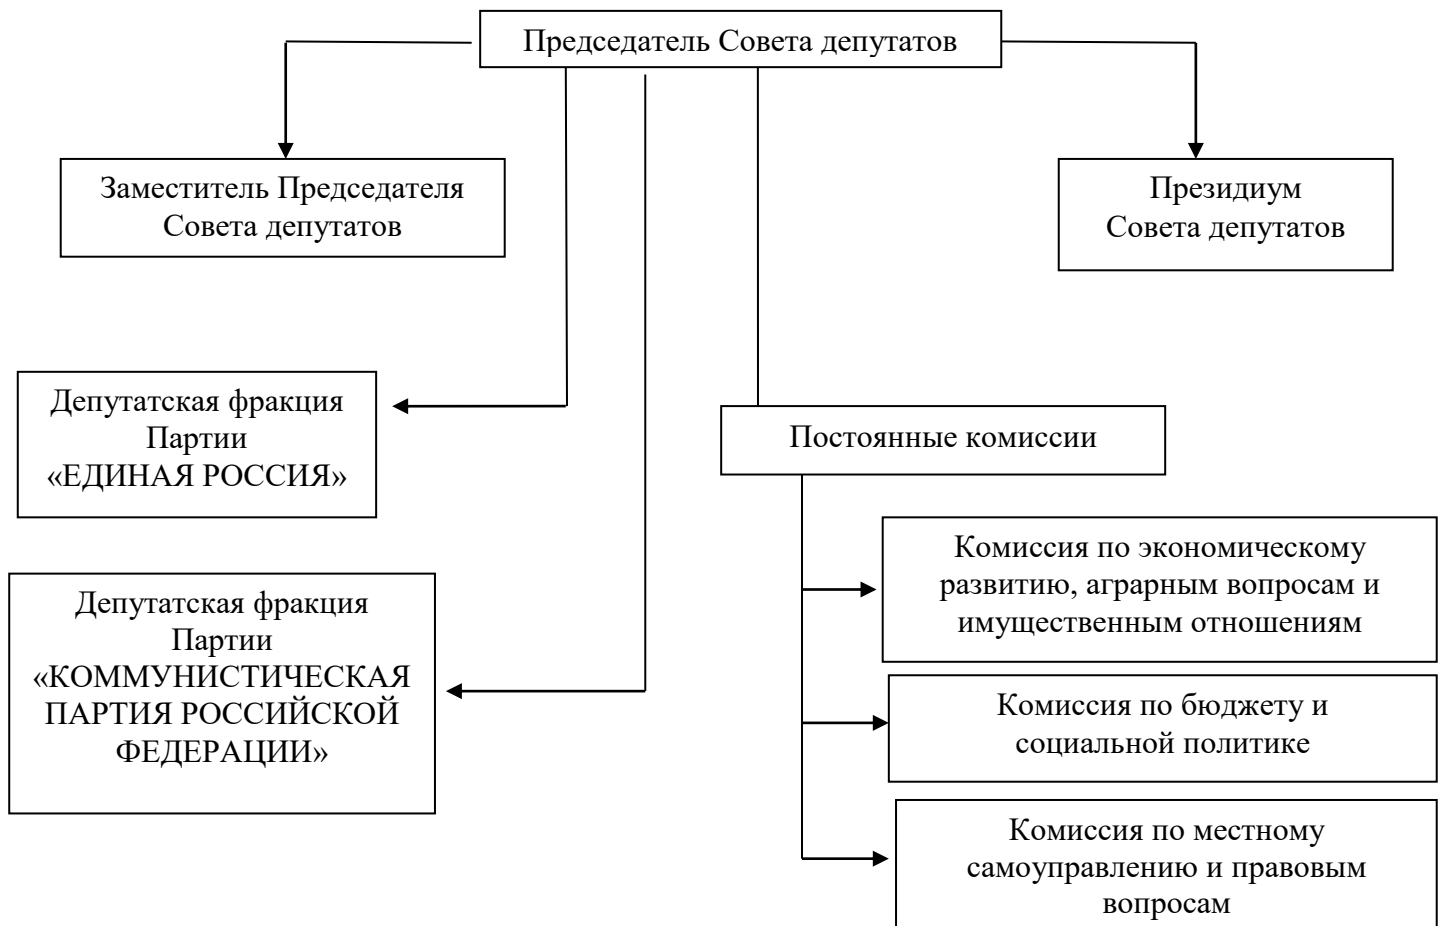 Председатель Совета депутатов
Заместитель Председателя
Совета депутатов
Президиум
Совета депутатов
Депутатская фракция
Партии
«ЕДИНАЯ РОССИЯ»
Постоянные комиссии
Комиссия по экономическому
развитию, аграрным вопросам и
имущественным отношениям
Депутатская фракция
Партии
«КОММУНИСТИЧЕСКАЯ
ПАРТИЯ РОССИЙСКОЙ
ФЕДЕРАЦИИ»
Комиссия по бюджету и
социальной политике
Комиссия по местному
самоуправлению и правовым
вопросам